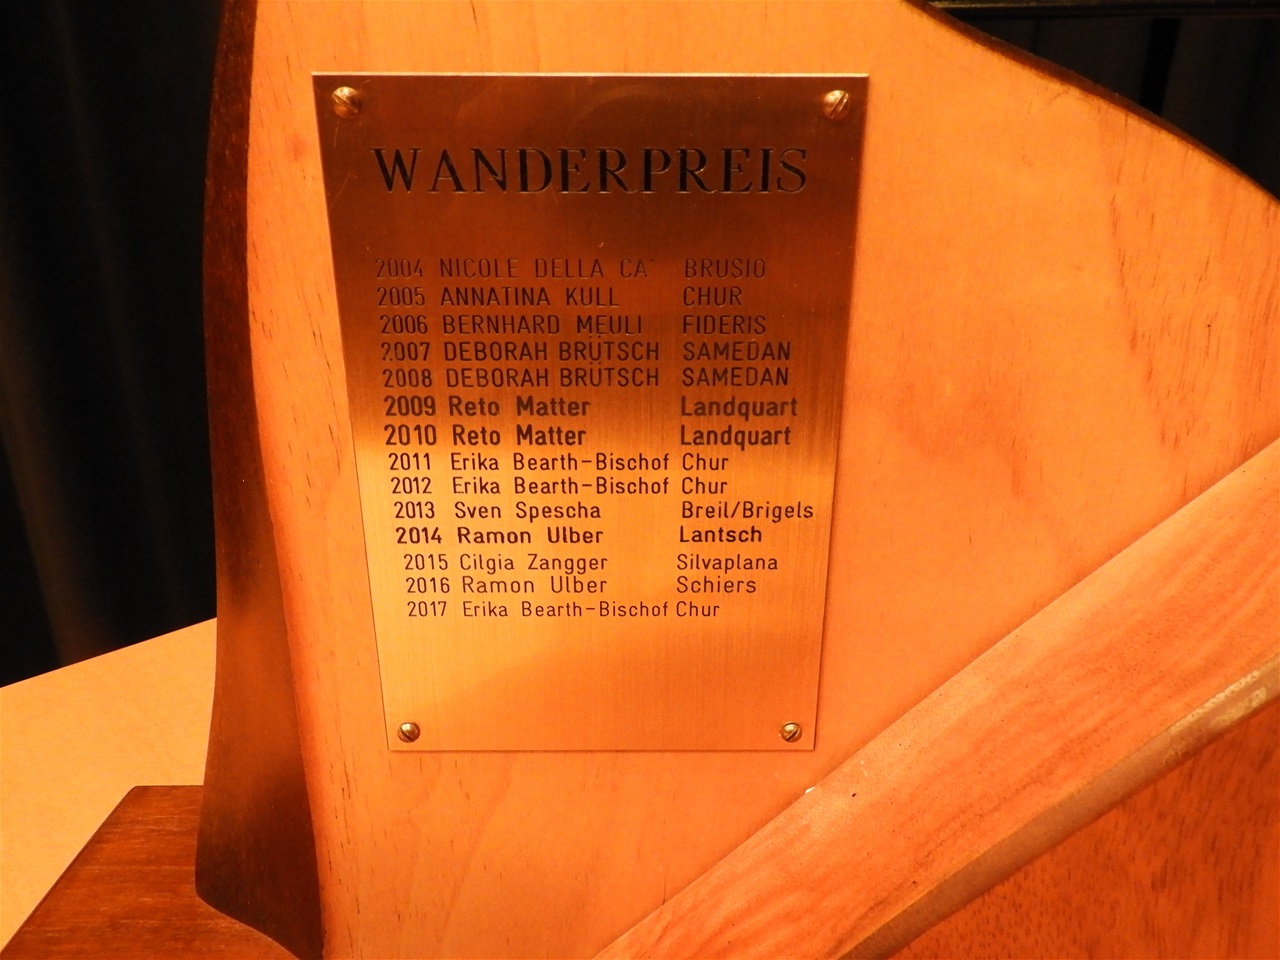 WANDERPREIS
2004 NICOLE DELLA CA' BRUSIO
2005 ANNATINA KULL CHUR
2006 BERNHARD MEULI FIDERIS
2007 DEBORAH BRÜTSCH SAMEDAN
2008 DEBORAH BRÜTSCH SAMEDAN
2009 Reto Matter Landquart
2010 Reto Matter Landquart
2011 Erika Bearth-Bischof Chur
2012 Erika Bearth-Bischof Chur
2013 Sven Spescha Breil/Brigels
2014 Ramon Ulber Lantsch
2015 Cilgia Zangger Silvaplana
2016 Ramon Ulber Schiers
2017 Erika Bearth-Bischof Chur